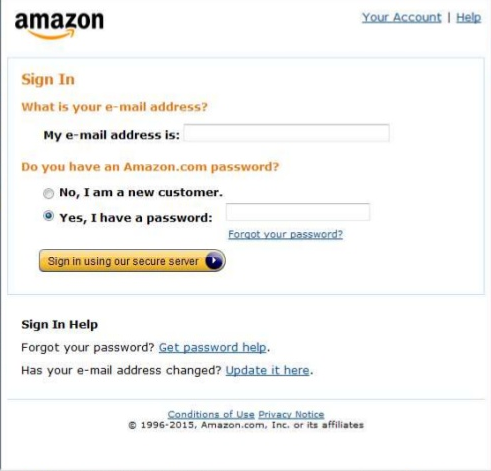 amazon
Your Account | Help
Sign In
What is your e-mail address?
My e-mail address is:
Do you have an Amazon.com password?
No, I am a new customer.
Yes, I have a password:
Forgot your password?
Sign in using our secure server
Sign In Help
Forgot your password? Get password help.
Has your e-mail address changed? Update it here.
Conditions of Use Privacy Notice
© 1996-2015, Amazon.com, Inc. or its affiliates